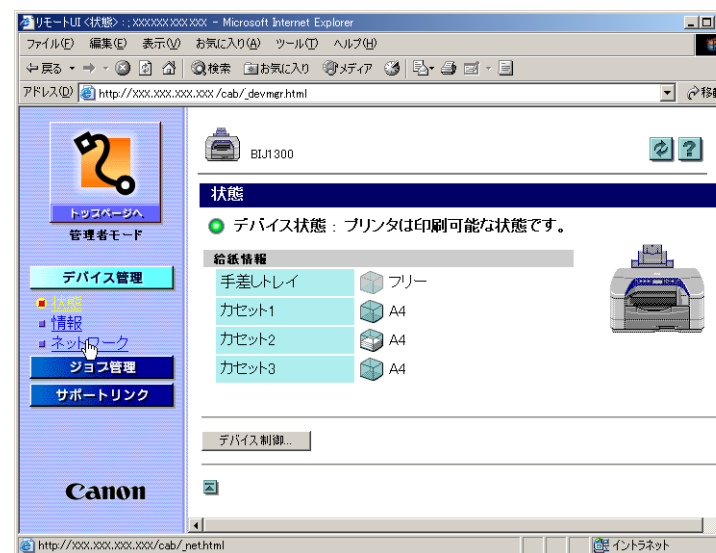 リモートUI <状態> : ; XXXXXXXXX XXX - Microsoft Internet Explorer
ファイル(F) 編集(E) 表示(V) お気に入り(A) ツール(T) ヘルプ(H)
戻る 検索 お気に入り メディア
アドレス(D) http://XXX.XXX.XXX.XXX/cab/_devmgr.html 移動
BIJ1300
トップページへ
管理者モード
状態
デバイス状態 : プリンタは印刷可能な状態です。
デバイス管理
状態
情報
ネットワーク
ジョブ管理
サポートリンク
給紙情報
手差しトレイ フリー
カセット1 A4
カセット2 A4
カセット3 A4
デバイス制御...
Canon
http://XXX.XXX.XXX.XXX/cab/_net.html イントラネット